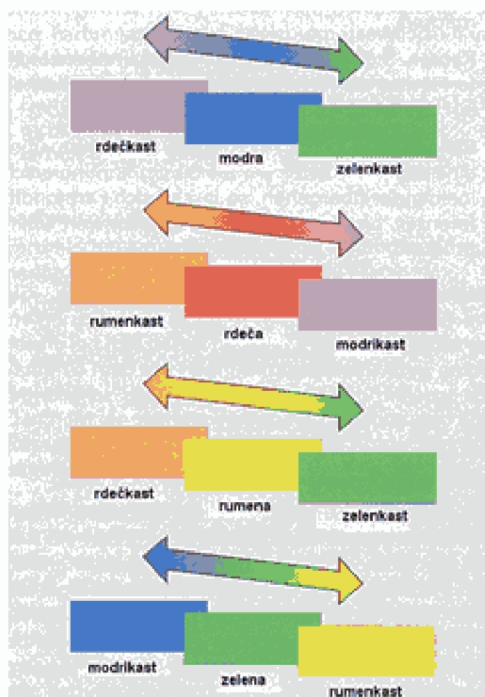 rdečkast
modra
zelenkast
rumenkast
rdeča
modrikast
rdečkast
rumena
zelenkast
modrikast
zelena
rumenkast